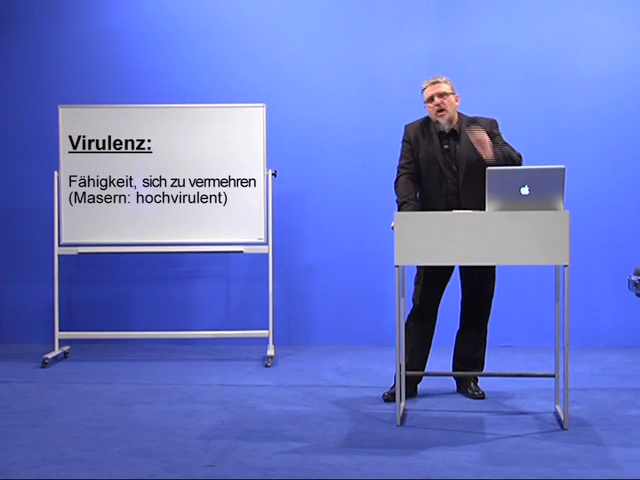 Virulenz:
Fähigkeit, sich zu vermehren
(Masern: hochvirulent)